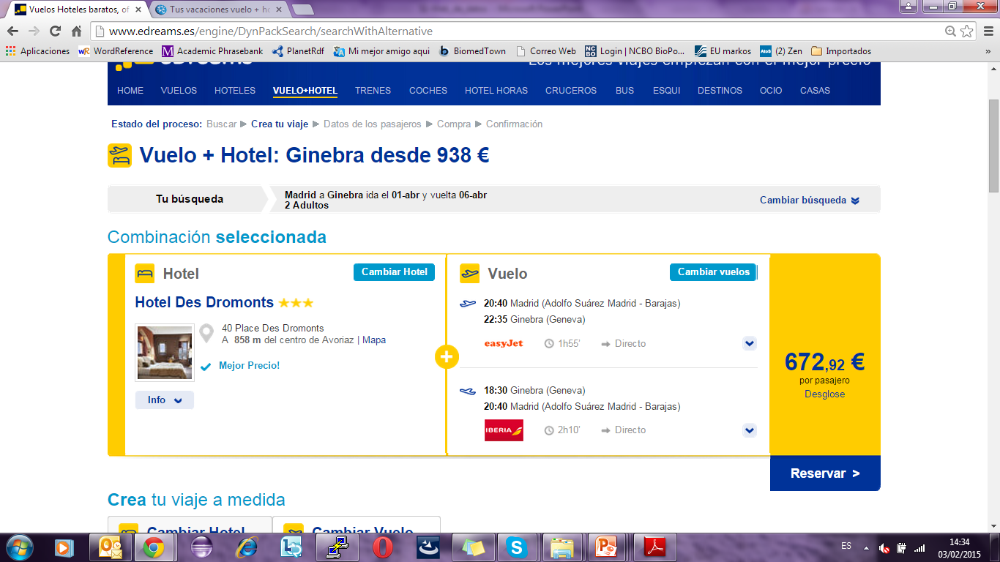 Vuelos Hoteles baratos, of
Tus vacaciones vuelo + ho
www.edreams.es/engine/DynPackSearch/searchWithAlternative
Aplicaciones WordReference Academic Phrasebank PlanetRdf Mi mejor amigo aqui BiomedTown Correo Web Login | NCBO BioPo... EU markos (2) Zen Importados »
eDreams Los mejores viajes empiezan con el mejor precio
HOME VUELOS HOTELES VUELO+HOTEL TRENES COCHES HOTEL HORAS CRUCEROS BUS ESQUI DESTINOS OCIO CASAS
Estado del proceso: Buscar Crea tu viaje Datos de los pasajeros Compra Confirmación
Vuelo + Hotel: Ginebra desde 938 €
Tu búsqueda
Madrid a Ginebra ida el 01-abr y vuelta 06-abr
2 Adultos
Cambiar búsqueda
Combinación seleccionada
Hotel
Cambiar Hotel
Hotel Des Dromonts
40 Place Des Dromonts
A 858 m del centro de Avoriaz | Mapa
Mejor Precio!
Info
Vuelo
Cambiar vuelos
20:40 Madrid (Adolfo Suárez Madrid - Barajas)
22:35 Ginebra (Geneva)
easyJet 1h55' Directo
18:30 Ginebra (Geneva)
20:40 Madrid (Adolfo Suárez Madrid - Barajas)
IBERIA 2h10' Directo
672,92 €
por pasajero
Desglose
Reservar >
Crea tu viaje a medida
Cambiar Hotel
Cambiar Vuelo
ES
14:34
03/02/2015